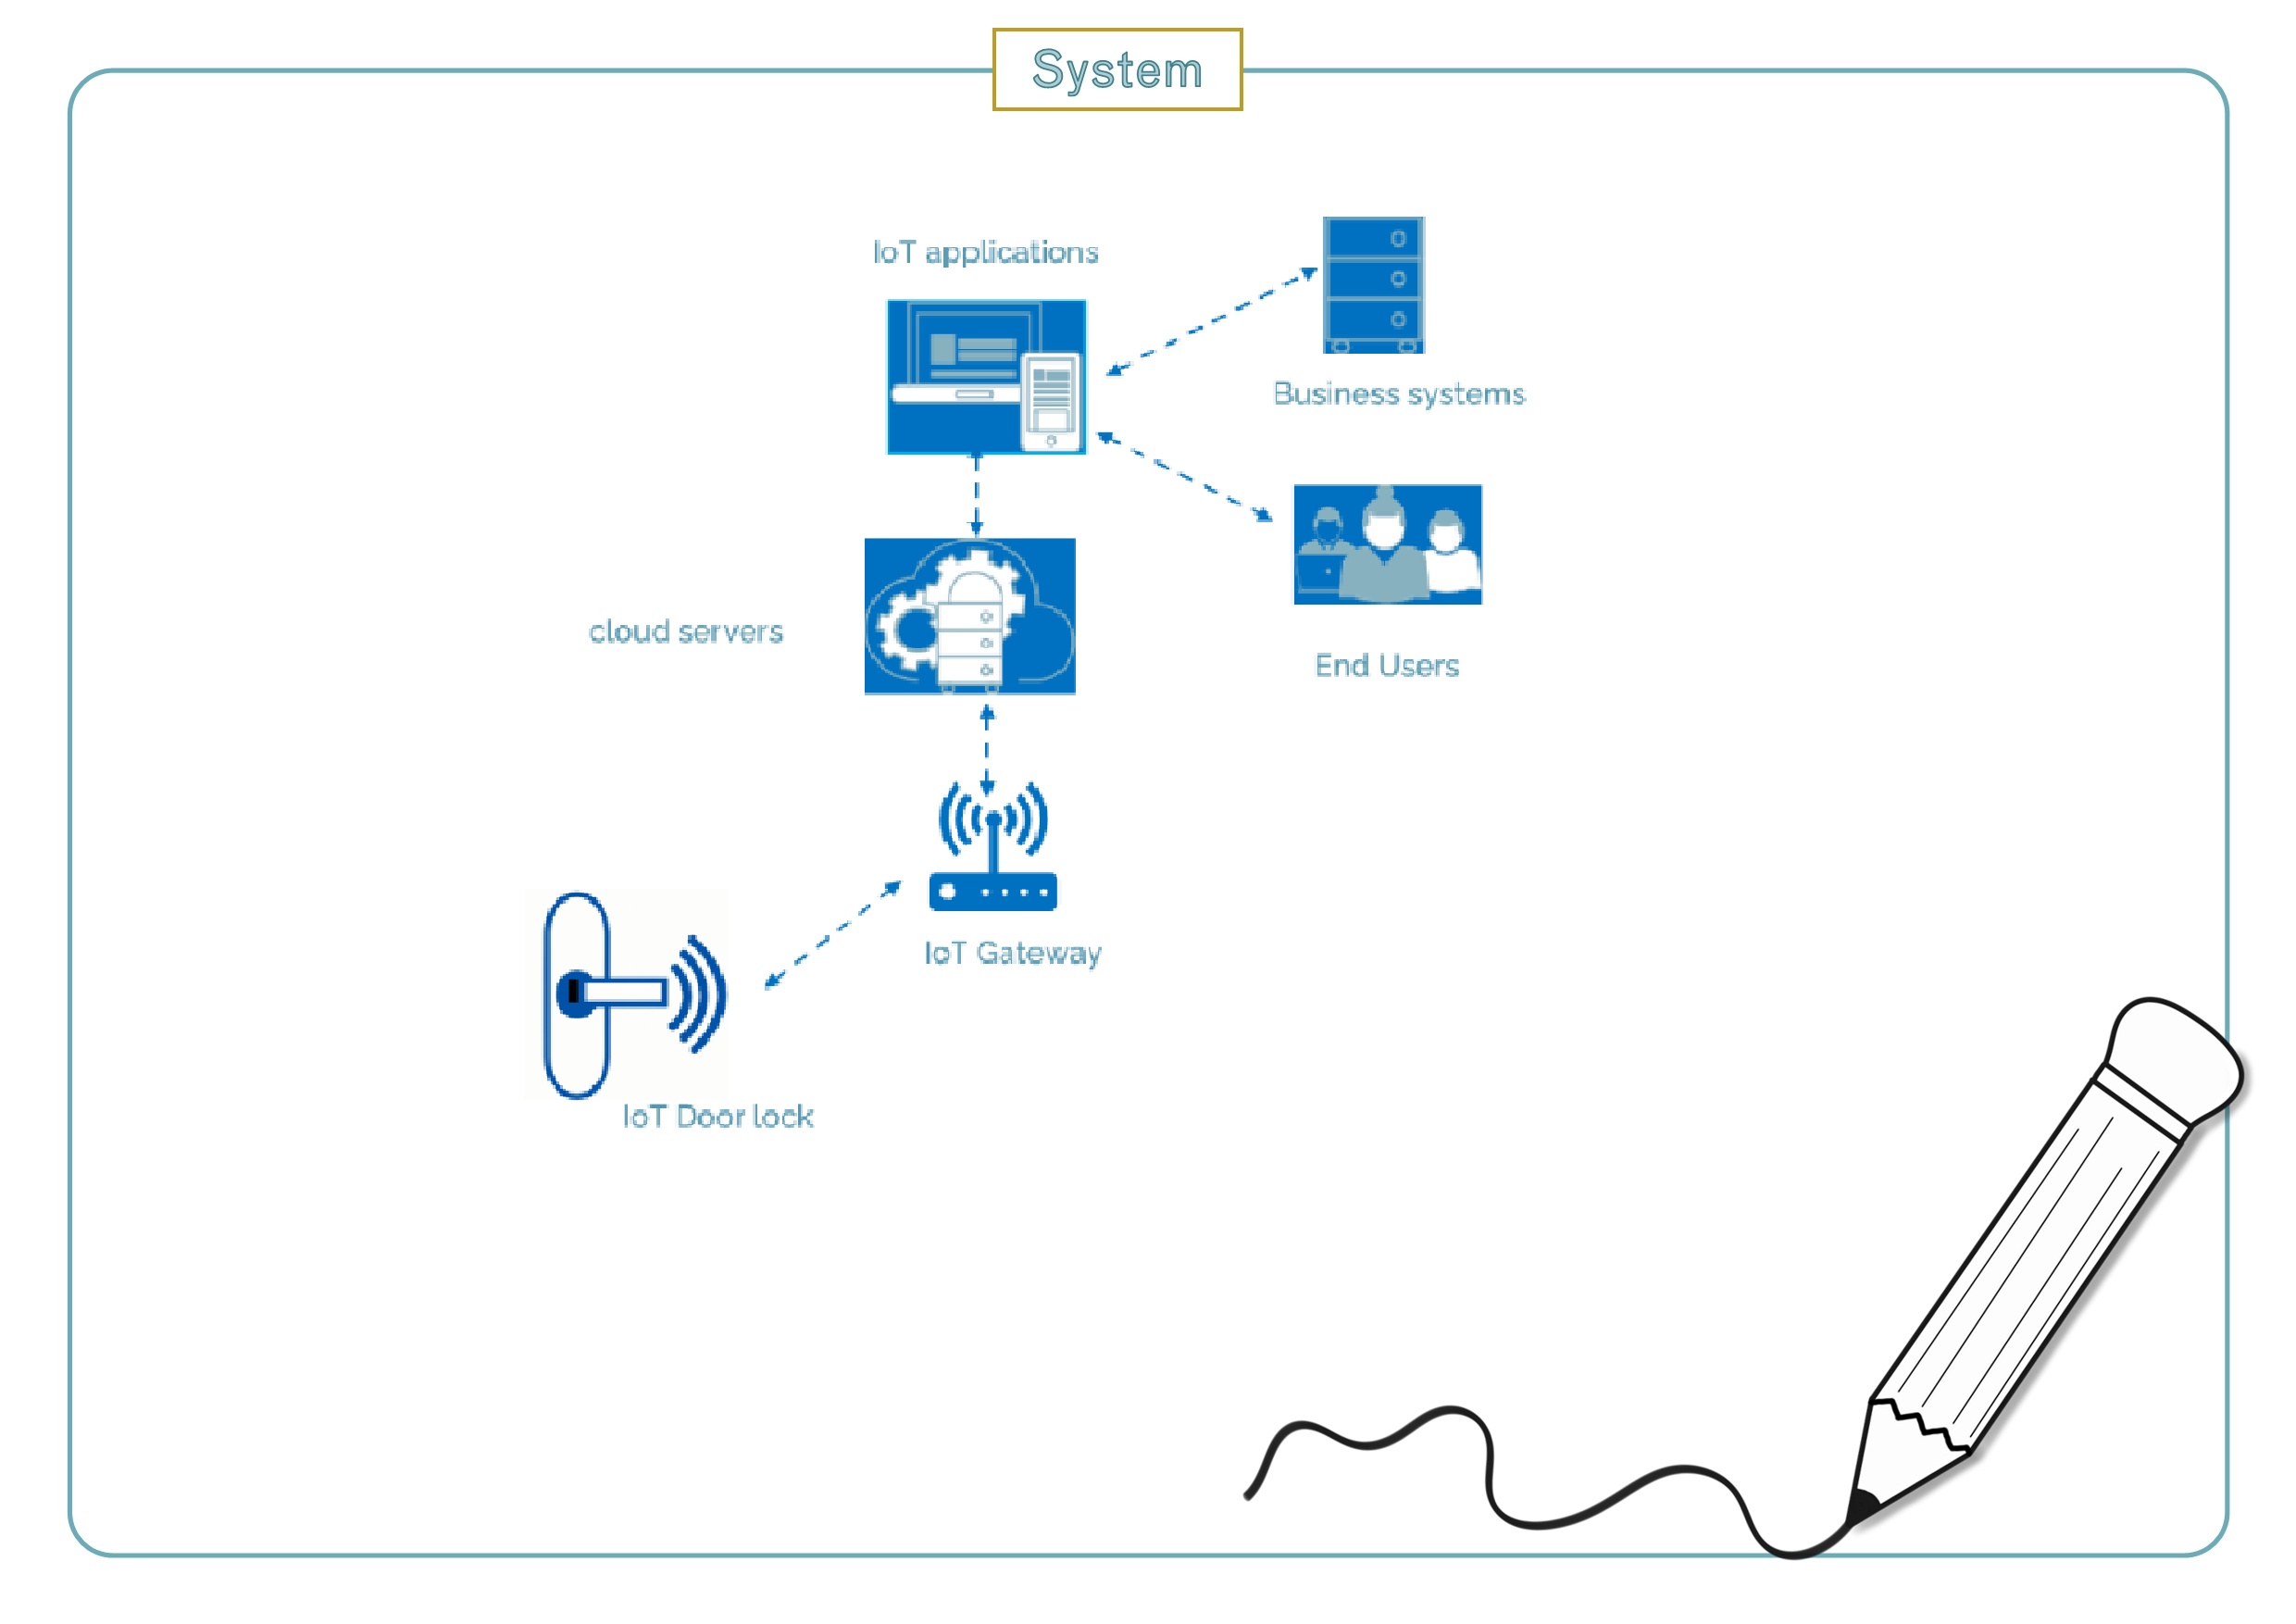 System
IoT applications
Business systems
cloud servers
End Users
IoT Gateway
IoT Door lock